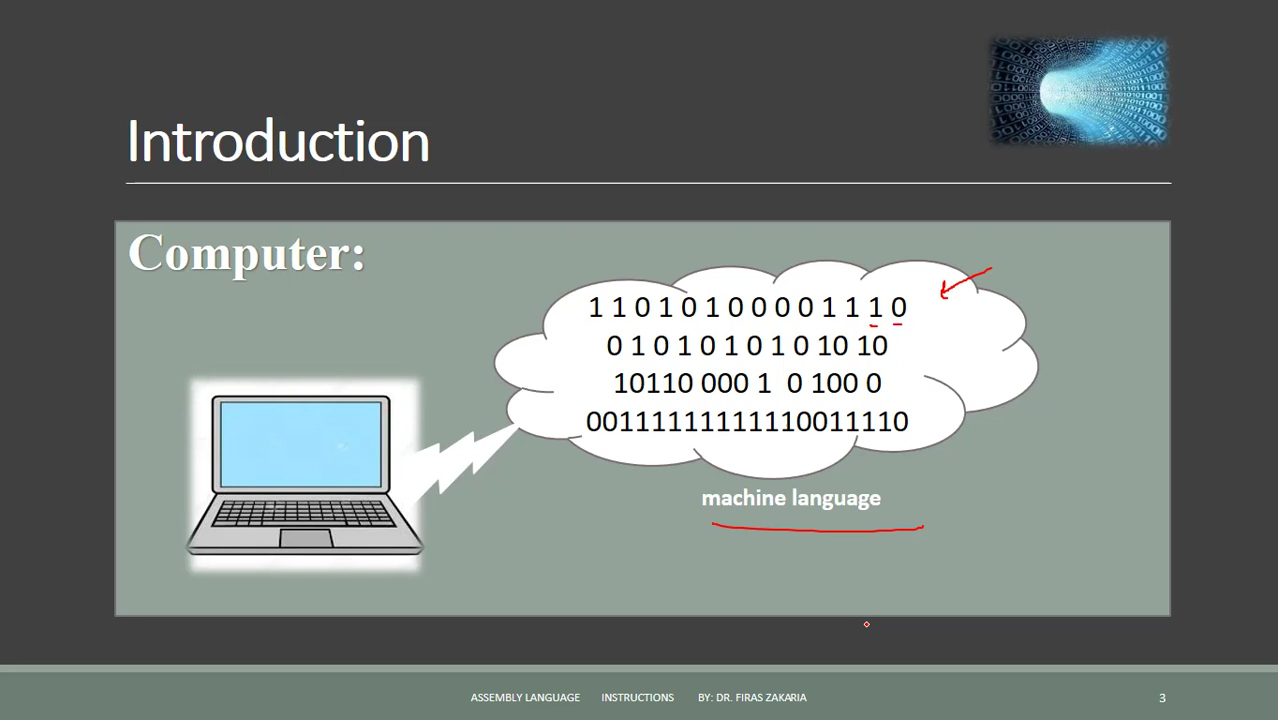 Introduction
Computer:
1 1 0 1 0 1 0 0 0 0 1 1 1 0
0 1 0 1 0 1 0 1 0 10 10
10110 000 1 0 100 0
00111111111110011110
machine language
ASSEMBLY LANGUAGE INSTRUCTIONS BY: DR. FIRAS ZAKARIA
3